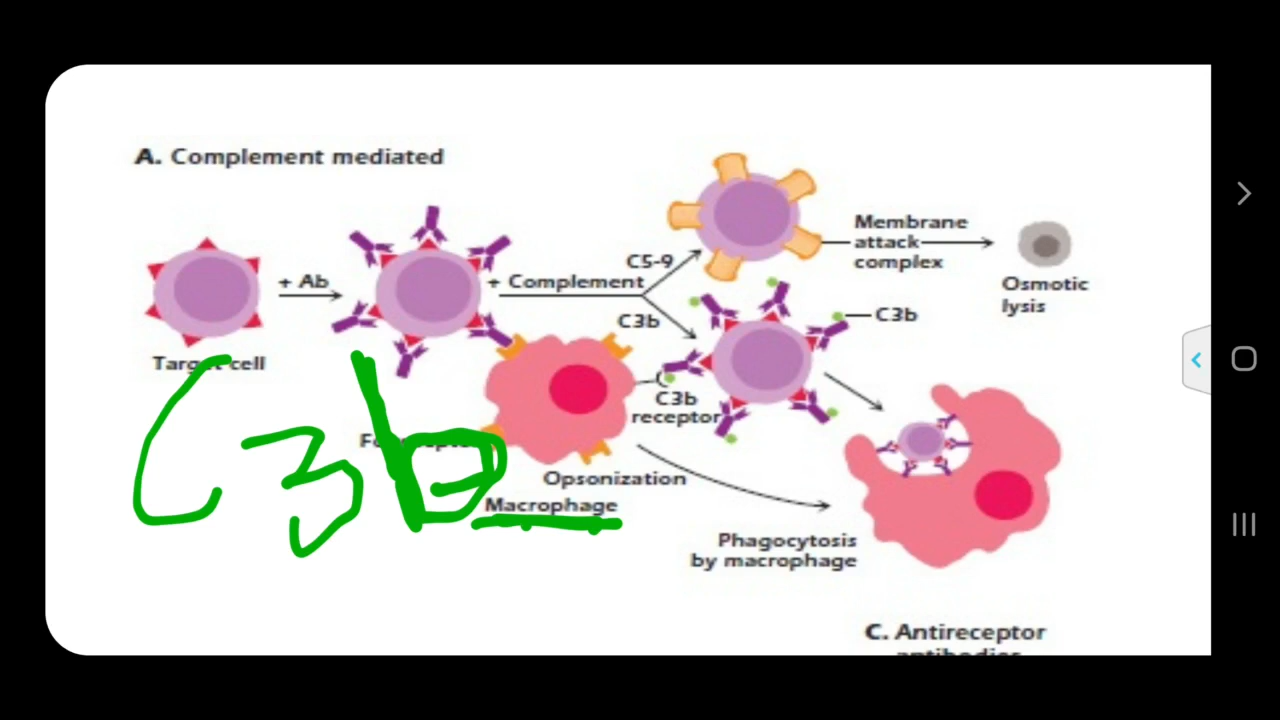 A. Complement mediated
+ Ab
+ Complement
C5-9
C3b
Membrane
attack
complex
Osmotic
lysis
C3b
Target cell
C3b
receptor
C3b
Opsonization
Macrophage
Phagocytosis
by macrophage
C. Antireceptor
antibodies